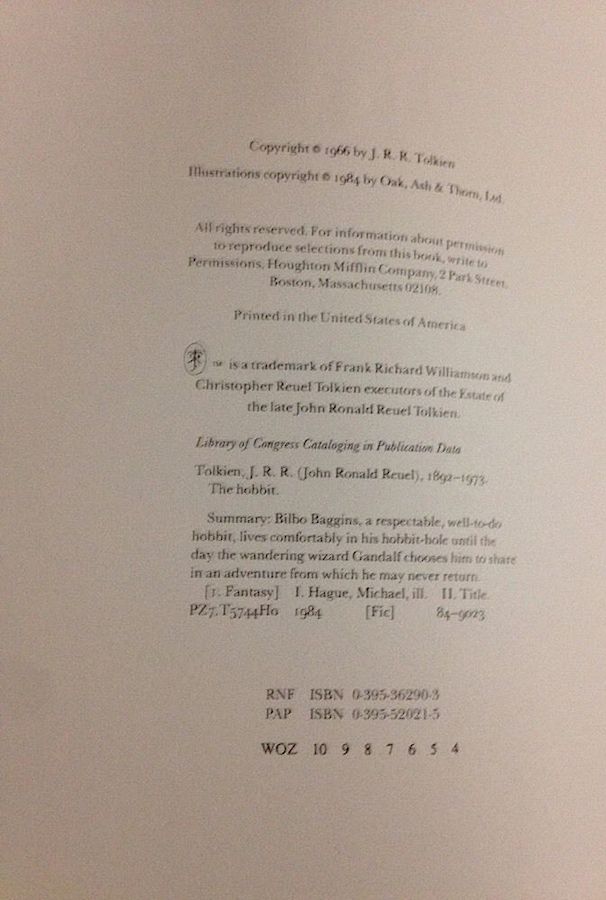 Copyright © 1966 by J. R. R. Tolkien
Illustrations copyright © 1984 by Oak, Ash & Thorn, Ltd.
All rights reserved. For information about permission
to reproduce selections from this book, write to
Permissions, Houghton Mifflin Company, 2 Park Street,
Boston, Massachusetts 02108.
Printed in the United States of America
™ is a trademark of Frank Richard Williamson and
Christopher Reuel Tolkien executors of the Estate of
the late John Ronald Reuel Tolkien.
Library of Congress Cataloging in Publication Data
Tolkien, J. R. R. (John Ronald Reuel), 1892–1973.
The hobbit.
Summary: Bilbo Baggins, a respectable, well-to-do
hobbit, lives comfortably in his hobbit-hole until the
day the wandering wizard Gandalf chooses him to share
in an adventure from which he may never return.
[1. Fantasy] I. Hague, Michael, ill. II. Title.
PZ7.T5744Ho 1984 [Fic] 84–9023
RNF ISBN 0-395-36290-3
PAP ISBN 0-395-52021-5
WOZ 10 9 8 7 6 5 4